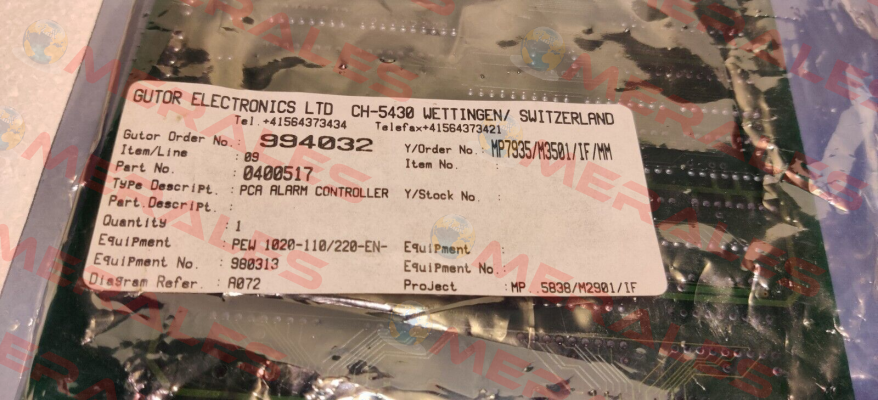 GUTOR ELECTRONICS LTD CH-5430 WETTINGEN/ SWITZERLAND
Tel.+41564373434 Telefax+41564373421
Gutor Order No.: 994032 Y/Order No.: MP7935/M3501/IF/MM
Item/Line : 09 Item No. :
Part No. : 0400517
Type Descript. : PCA ALARM CONTROLLER Y/Stock No. :
Part.Descript. :
Quantity : 1
Equipment : PEW 1020-110/220-EN- Equipment :
Equipment No. : 980313 Equipment No.:
Diagram Refer. : A072 Project :MP..5838/M2901/IF
MERALES